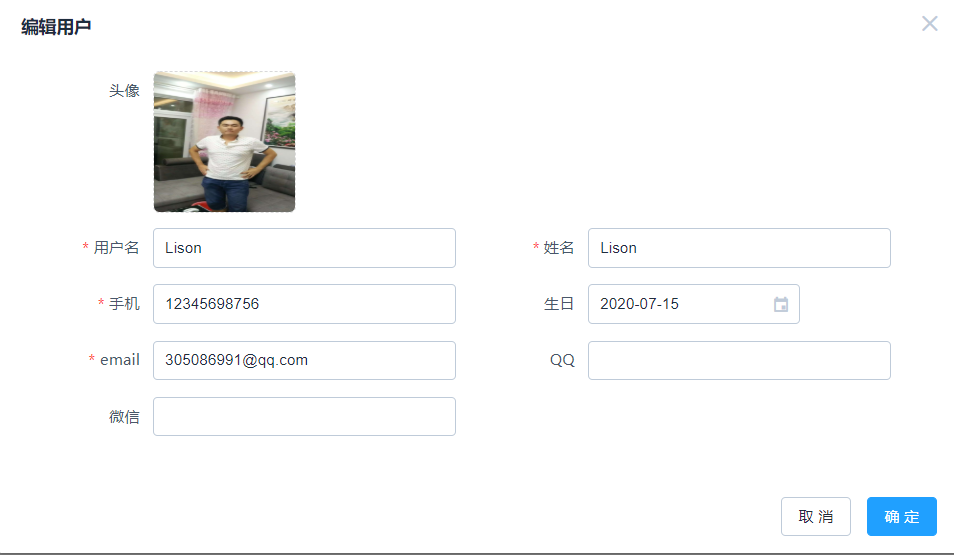 编辑用户
头像
* 用户名 Lison * 姓名 Lison
* 手机 12345698756 生日 2020-07-15
* email 305086991@qq.com QQ
微信
取消 确定